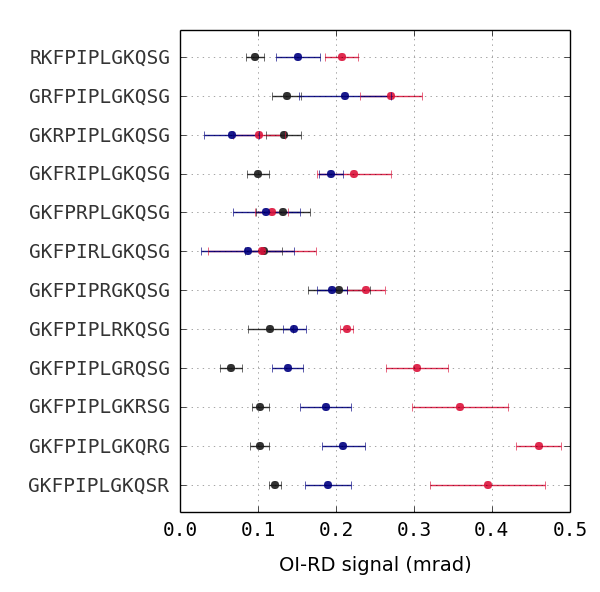 RKFPIPLGKQSG
GRFPIPLGKQSG
GKRPIPLGKQSG
GKFRIPLGKQSG
GKFPRPLGKQSG
GKFPIRLGKQSG
GKFPIPRGKQSG
GKFPIPLRKQSG
GKFPIPLGRQSG
GKFPIPLGKRSG
GKFPIPLGKQRG
GKFPIPLGKQSR
0.0 0.1 0.2 0.3 0.4 0.5
OI-RD signal (mrad)